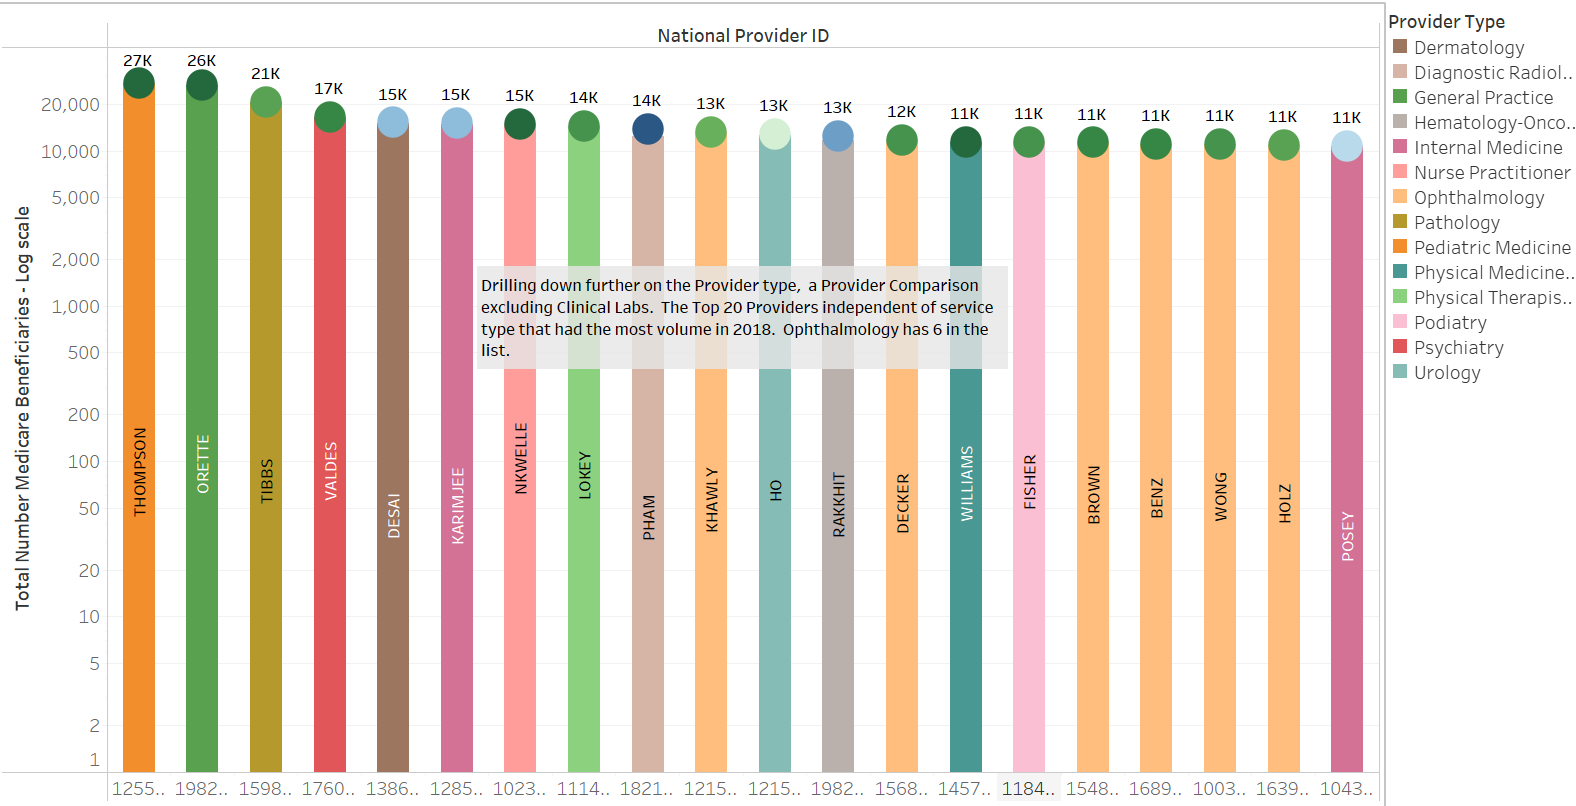 National Provider ID
27K 26K 21K 17K 15K 15K 15K 14K 14K 13K 13K 13K 12K 11K 11K 11K 11K 11K 11K 11K
Total Number Medicare Beneficiaries - Log scale
20,000
10,000
5,000
2,000
1,000
500
200
100
50
20
10
5
2
1
Drilling down further on the Provider type, a Provider Comparison
excluding Clinical Labs. The Top 20 Providers independent of service
type that had the most volume in 2018. Ophthalmology has 6 in the
list.
THOMPSON
ORETTE
TIBBS
VALDES
DESAI
KARIMJEE
NKWELLE
LOKEY
PHAM
KHAWLY
HO
RAKKHIT
DECKER
WILLIAMS
FISHER
BROWN
BENZ
WONG
HOLZ
POSEY
1255.. 1982.. 1598.. 1760.. 1386.. 1285.. 1023.. 1114.. 1821.. 1215.. 1215.. 1982.. 1568.. 1457.. 1184.. 1548.. 1689.. 1003.. 1639.. 1043..
Provider Type
Dermatology
Diagnostic Radiol..
General Practice
Hematology-Onco..
Internal Medicine
Nurse Practitioner
Ophthalmology
Pathology
Pediatric Medicine
Physical Medicine..
Physical Therapis..
Podiatry
Psychiatry
Urology